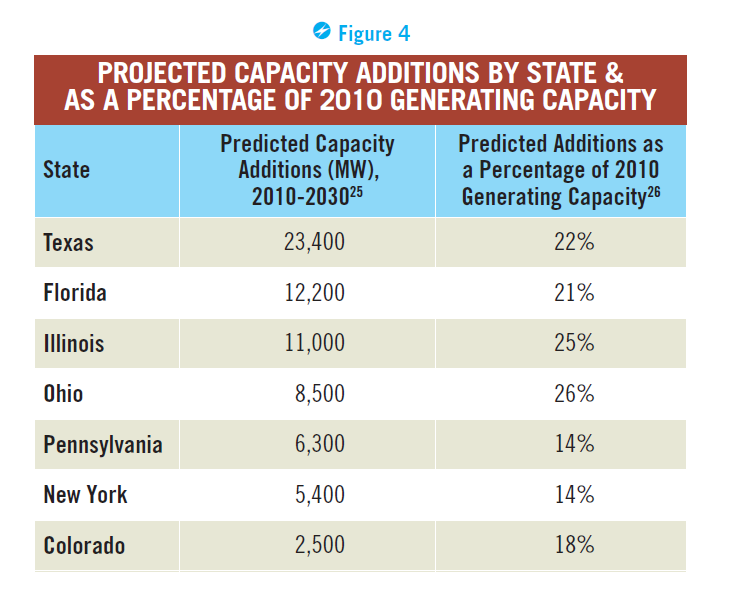 Figure 4
PROJECTED CAPACITY ADDITIONS BY STATE &
AS A PERCENTAGE OF 2010 GENERATING CAPACITY
State
Predicted Capacity
Additions (MW),
2010-2030²⁵
Predicted Additions as
a Percentage of 2010
Generating Capacity²⁶
Texas 23,400 22%
Florida 12,200 21%
Illinois 11,000 25%
Ohio 8,500 26%
Pennsylvania 6,300 14%
New York 5,400 14%
Colorado 2,500 18%